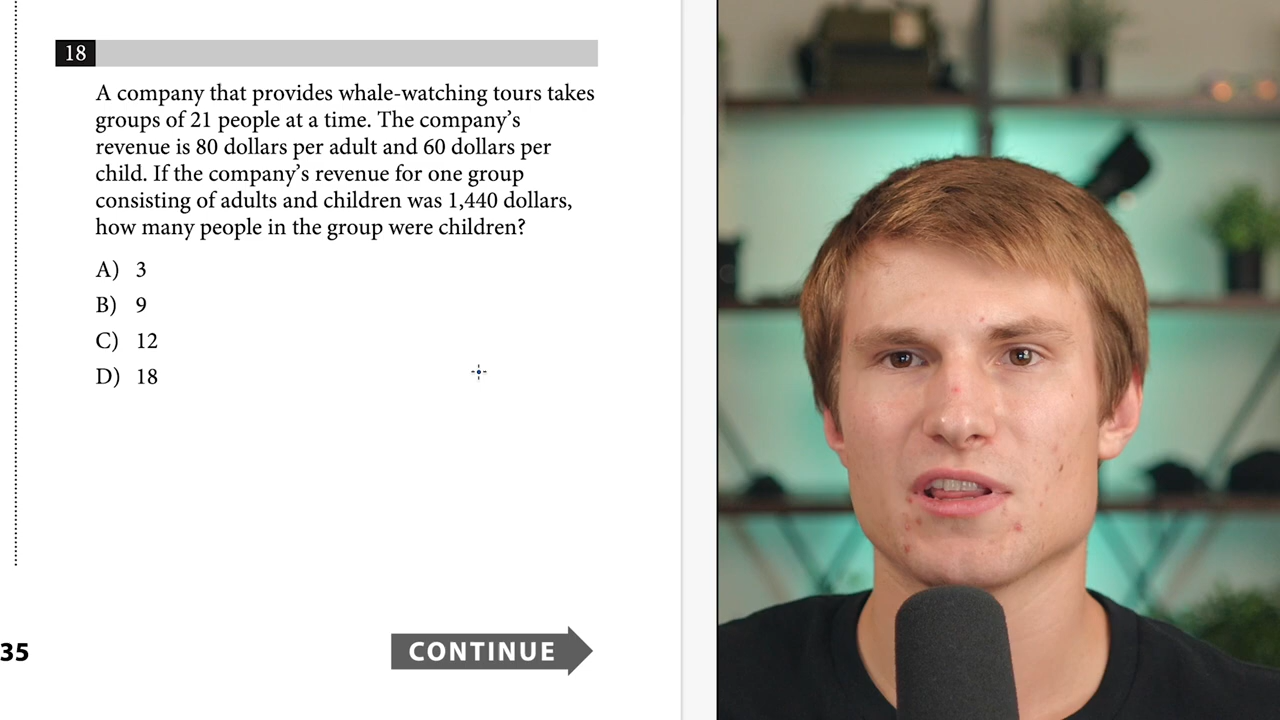 18
A company that provides whale-watching tours takes
groups of 21 people at a time. The company's
revenue is 80 dollars per adult and 60 dollars per
child. If the company's revenue for one group
consisting of adults and children was 1,440 dollars,
how many people in the group were children?
A) 3
B) 9
C) 12
D) 18
35
CONTINUE